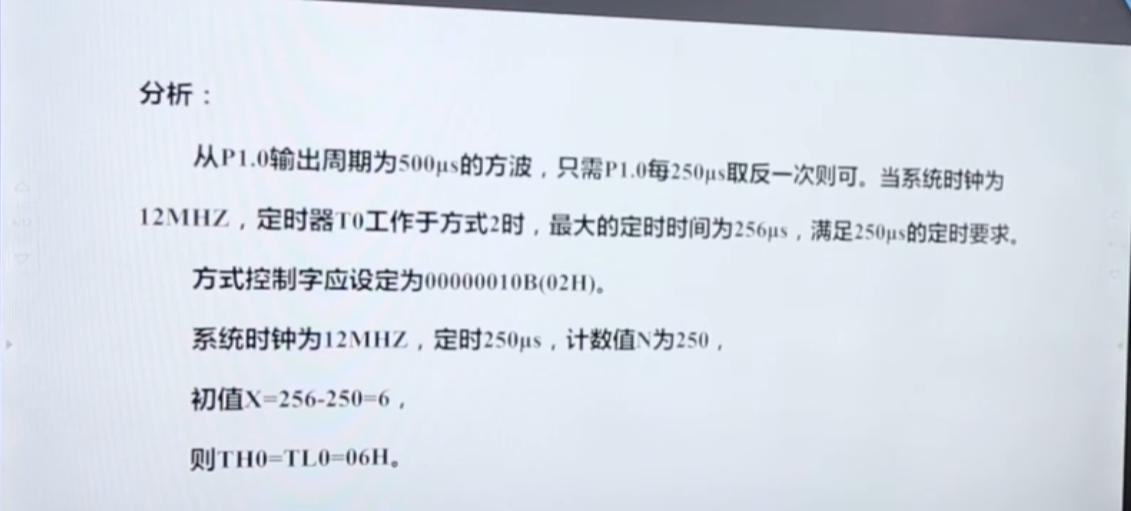 分析：
从P1.0输出周期为500μs的方波，只需P1.0每250μs取反一次则可。当系统时钟为
12MHZ，定时器T0工作于方式2时，最大的定时时间为256μs，满足250μs的定时要求。
方式控制字应设定为00000010B(02H)。
系统时钟为12MHZ，定时250μs，计数值N为250，
初值X=256-250=6，
则TH0=TL0=06H。